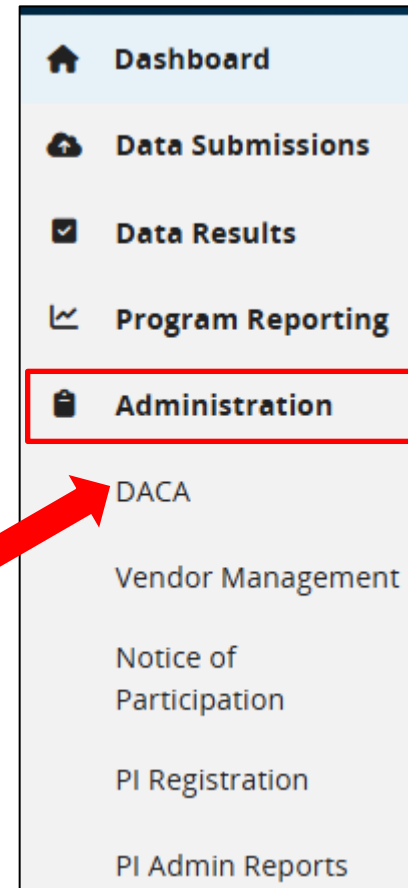 Dashboard
Data Submissions
Data Results
Program Reporting
Administration
DACA
Vendor Management
Notice of
Participation
PI Registration
PI Admin Reports